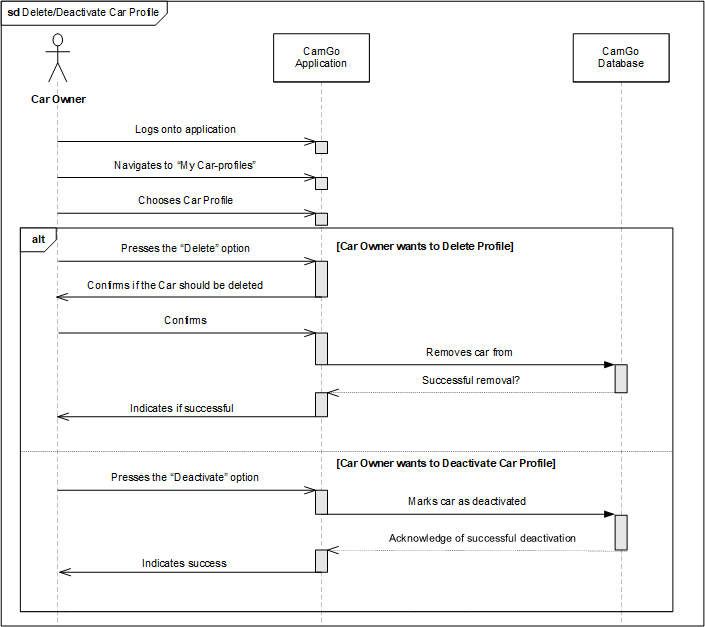 sd Delete/Deactivate Car Profile
CamGo
Application
CamGo
Database
Car Owner
Logs onto application
Navigates to “My Car-profiles”
Chooses Car Profile
alt
[Car Owner wants to Delete Profile]
Presses the “Delete” option
Confirms if the Car should be deleted
Confirms
Removes car from
Successful removal?
Indicates if successful
[Car Owner wants to Deactivate Car Profile]
Presses the “Deactivate” option
Marks car as deactivated
Acknowledge of successful deactivation
Indicates success